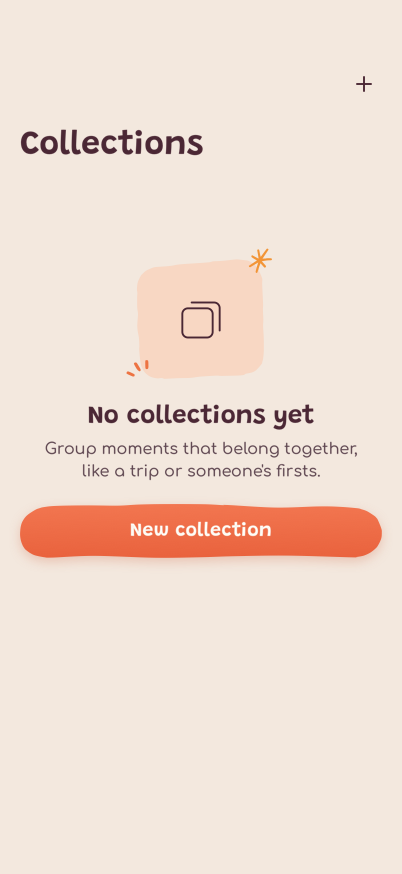 Collections
No collections yet
Group moments that belong together,
like a trip or someone's firsts.
New collection